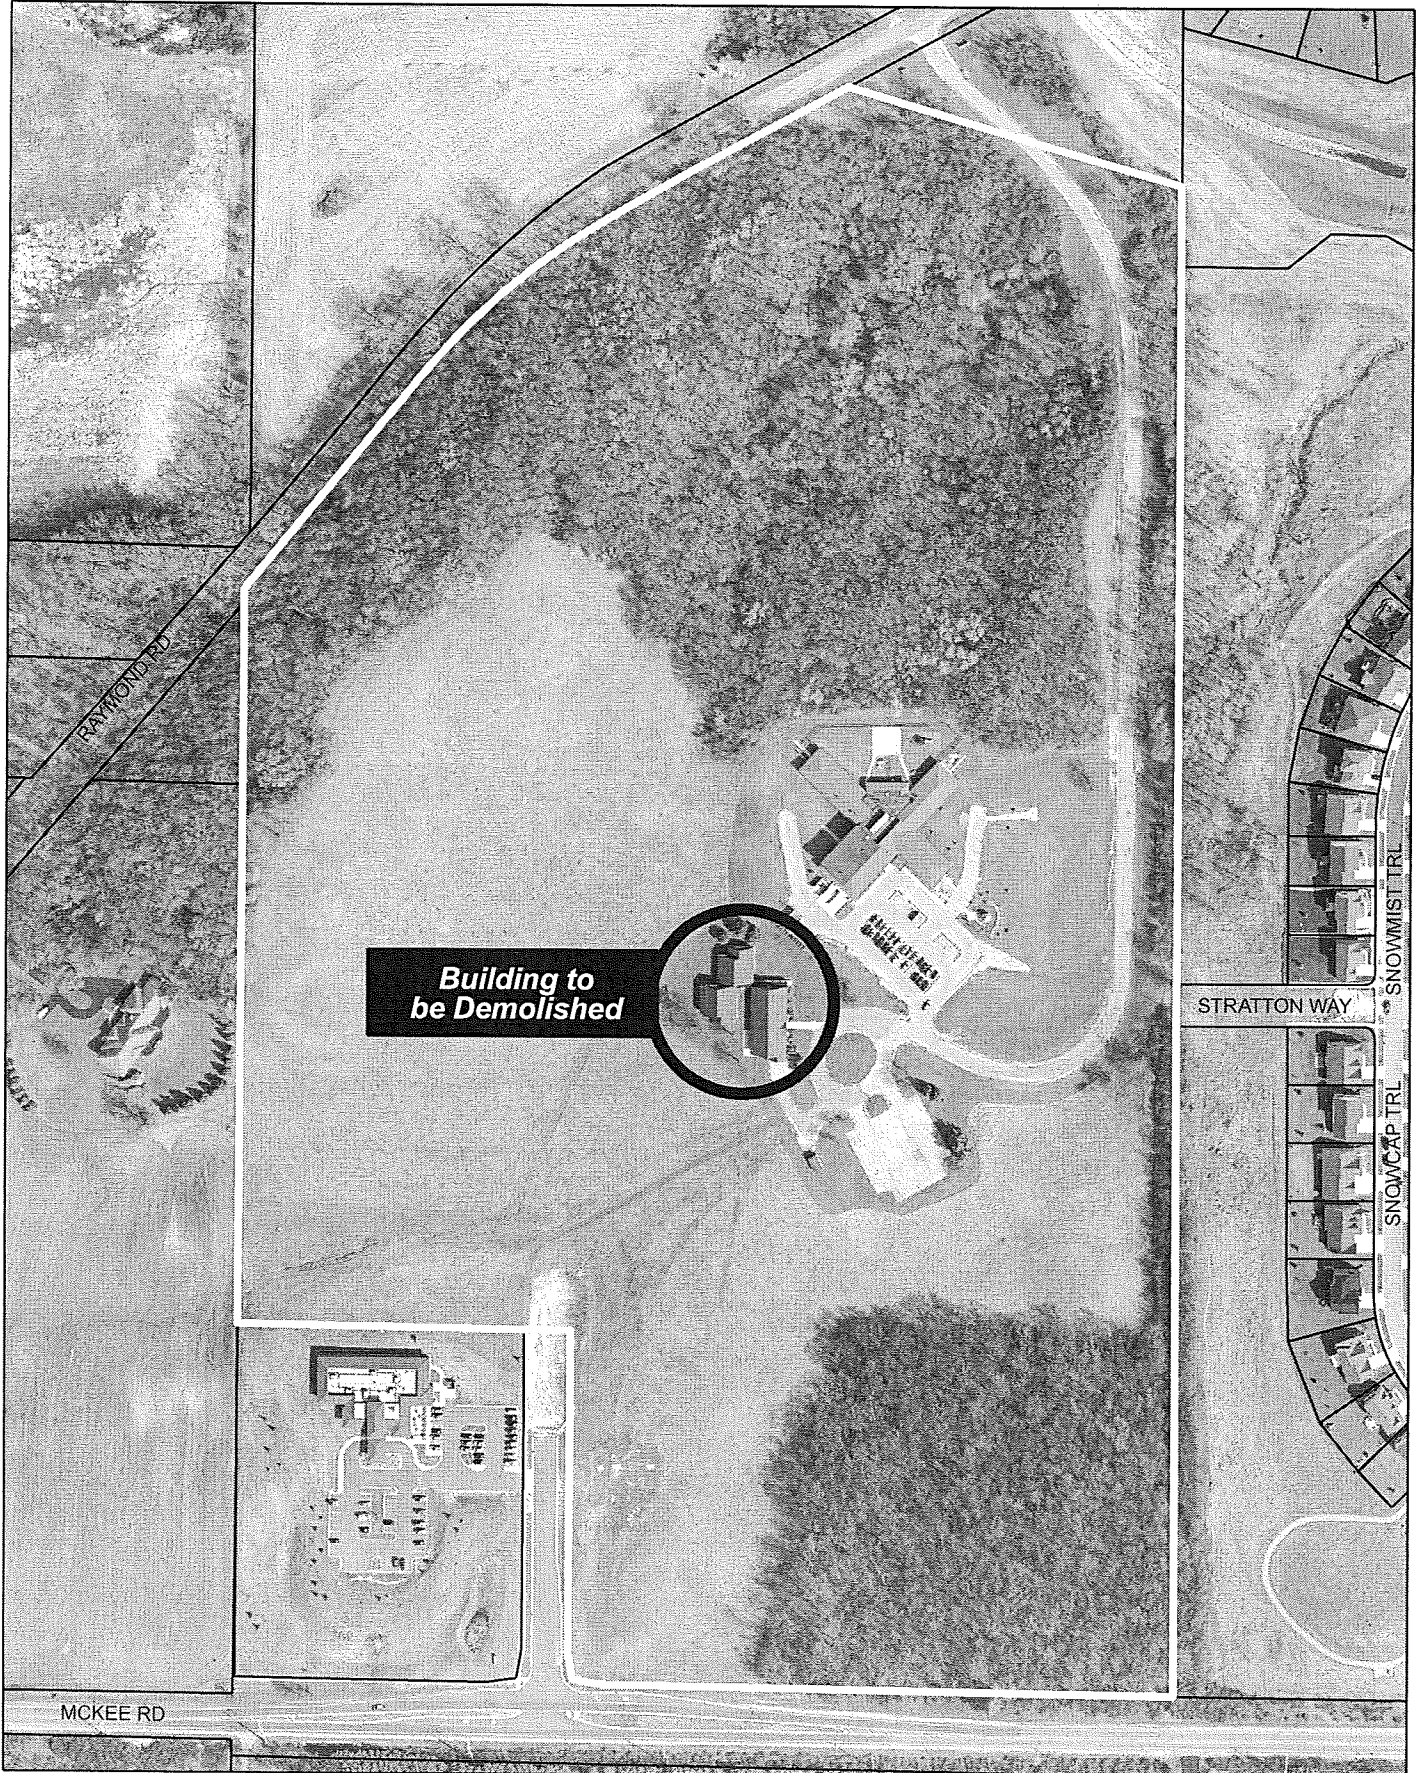 RAYMOND RD
Building to
be Demolished
SNOWMIST TRL
STRATTON WAY
SNOWCAP TRL
MCKEE RD